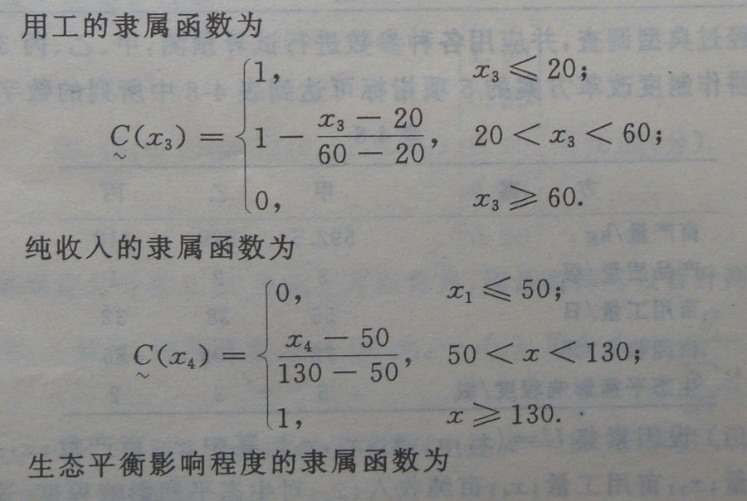 用工的隶属函数为
1, x₃ ⩽ 20;
C̰(x₃) = { 1 − (x₃ − 20)/(60 − 20), 20 < x₃ < 60;
0, x₃ ⩾ 60.
纯收入的隶属函数为
0, x₁ ⩽ 50;
C̰(x₄) = { (x₄ − 50)/(130 − 50), 50 < x < 130;
1, x ⩾ 130.
生态平衡影响程度的隶属函数为